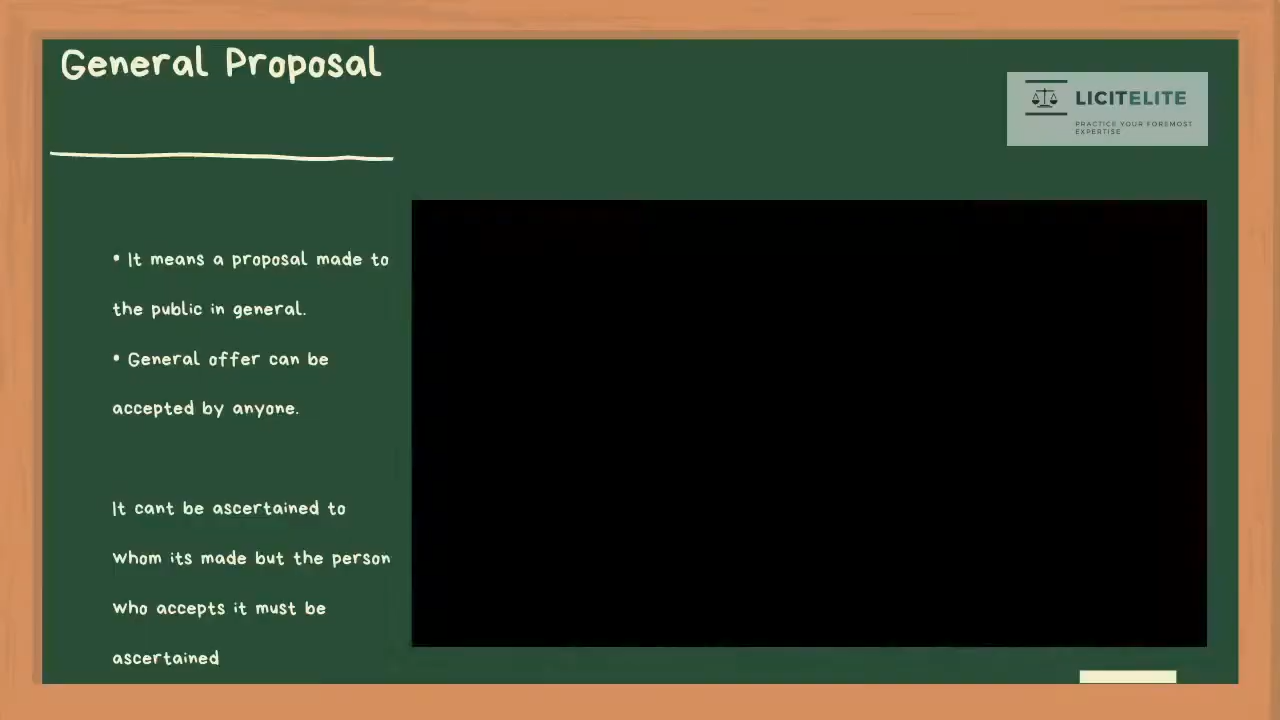 General Proposal
LICITELITE
PRACTICE YOUR FOREMOST
EXPERTISE
• It means a proposal made to
the public in general.
• General offer can be
accepted by anyone.
It cant be ascertained to
whom its made but the person
who accepts it must be
ascertained